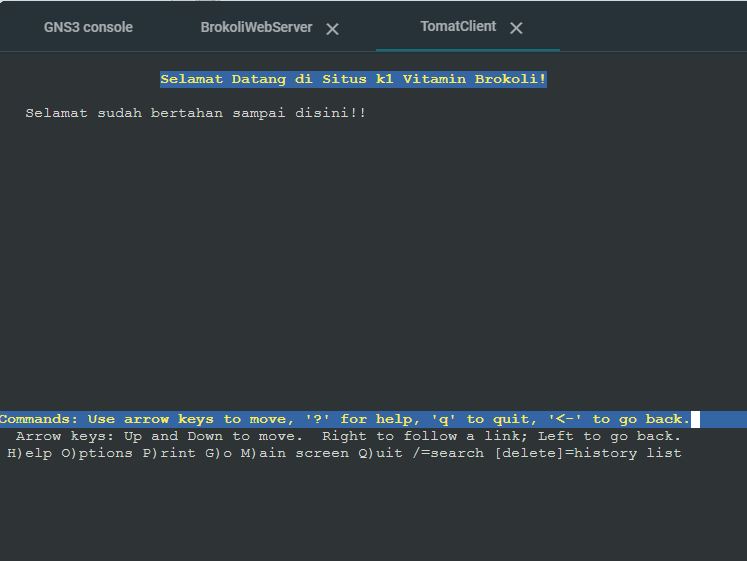 GNS3 console BrokoliWebServer TomatClient
Selamat Datang di Situs k1 Vitamin Brokoli!
Selamat sudah bertahan sampai disini!!
Commands: Use arrow keys to move, '?' for help, 'q' to quit, '<-' to go back.
Arrow keys: Up and Down to move. Right to follow a link; Left to go back.
H)elp O)ptions P)rint G)o M)ain screen Q)uit /=search [delete]=history list